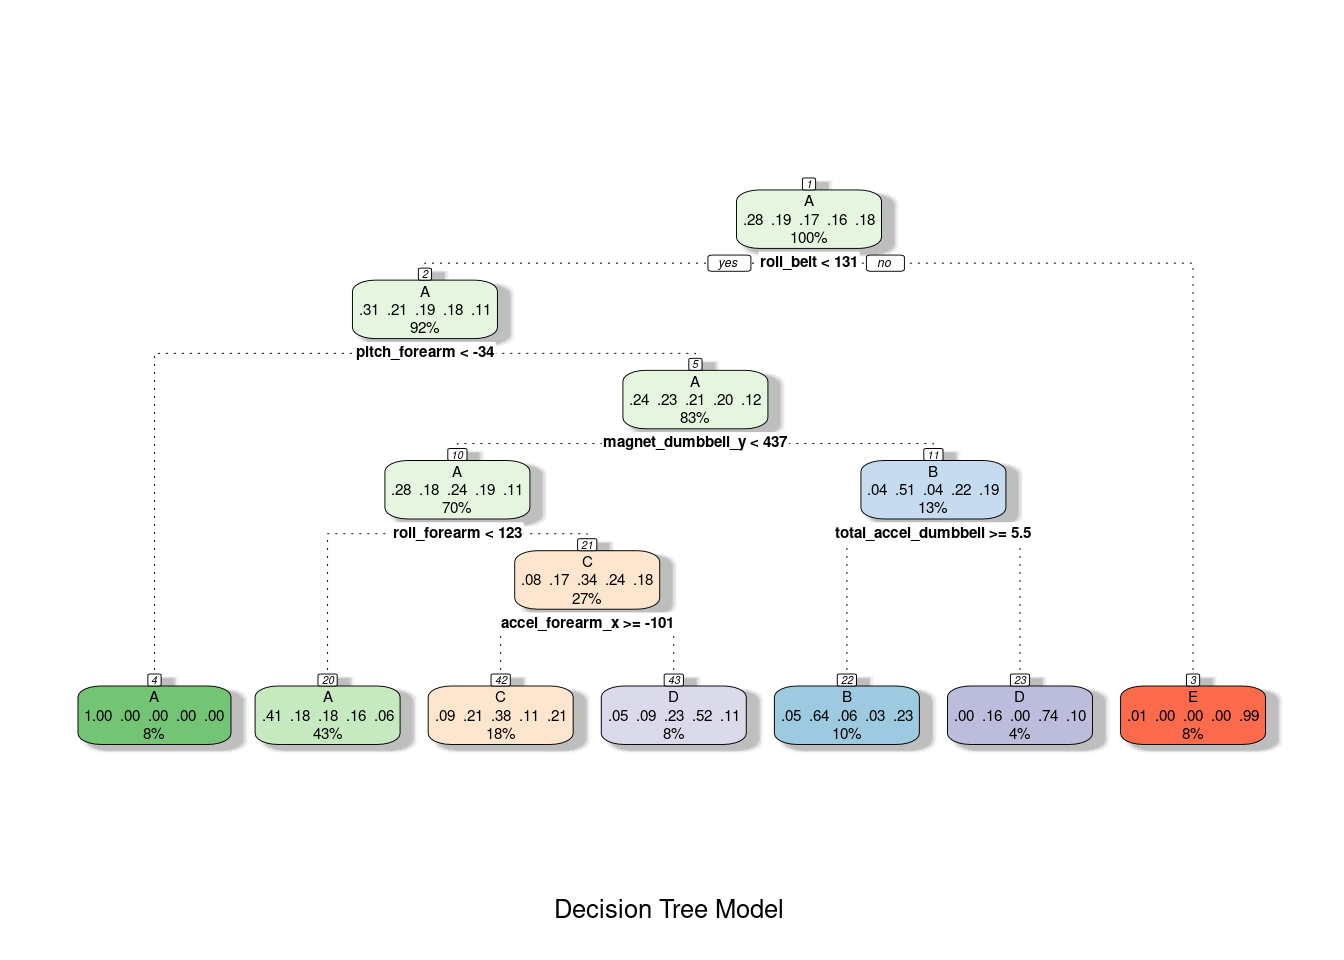 1
A
.28 .19 .17 .16 .18
100%
yes roll_belt < 131 no
2
A
.31 .21 .19 .18 .11
92%
pitch_forearm < -34
5
A
.24 .23 .21 .20 .12
83%
magnet_dumbbell_y < 437
10
A
.28 .18 .24 .19 .11
70%
roll_forearm < 123
11
B
.04 .51 .04 .22 .19
13%
total_accel_dumbbell >= 5.5
21
C
.08 .17 .34 .24 .18
27%
accel_forearm_x >= -101
4
A
1.00 .00 .00 .00 .00
8%
20
A
.41 .18 .18 .16 .06
43%
42
C
.09 .21 .38 .11 .21
18%
43
D
.05 .09 .23 .52 .11
8%
22
B
.05 .64 .06 .03 .23
10%
23
D
.00 .16 .00 .74 .10
4%
3
E
.01 .00 .00 .00 .99
8%
Decision Tree Model